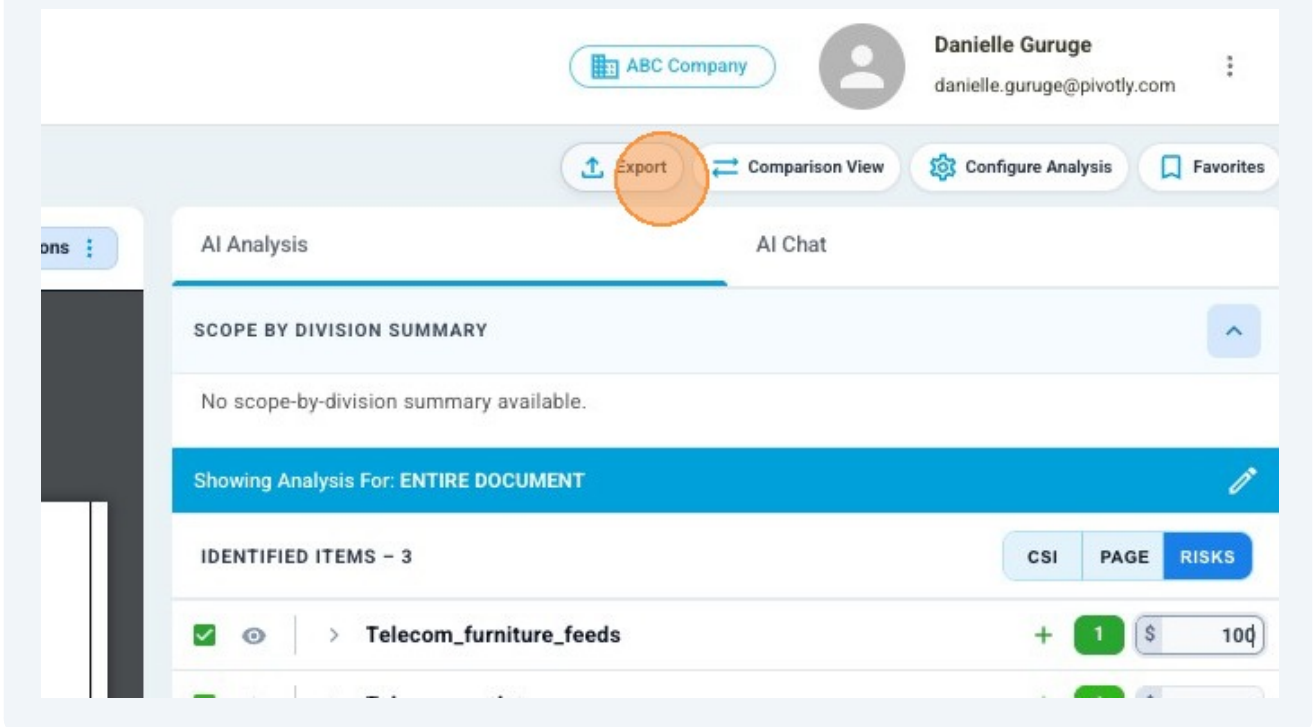 ABC Company
Danielle Guruge
danielle.guruge@pivotly.com
Export
Comparison View
Configure Analysis
Favorites
ons
AI Analysis
AI Chat
SCOPE BY DIVISION SUMMARY
No scope-by-division summary available.
Showing Analysis For: ENTIRE DOCUMENT
IDENTIFIED ITEMS – 3
CSI
PAGE
RISKS
Telecom_furniture_feeds
+ 1 $ 100